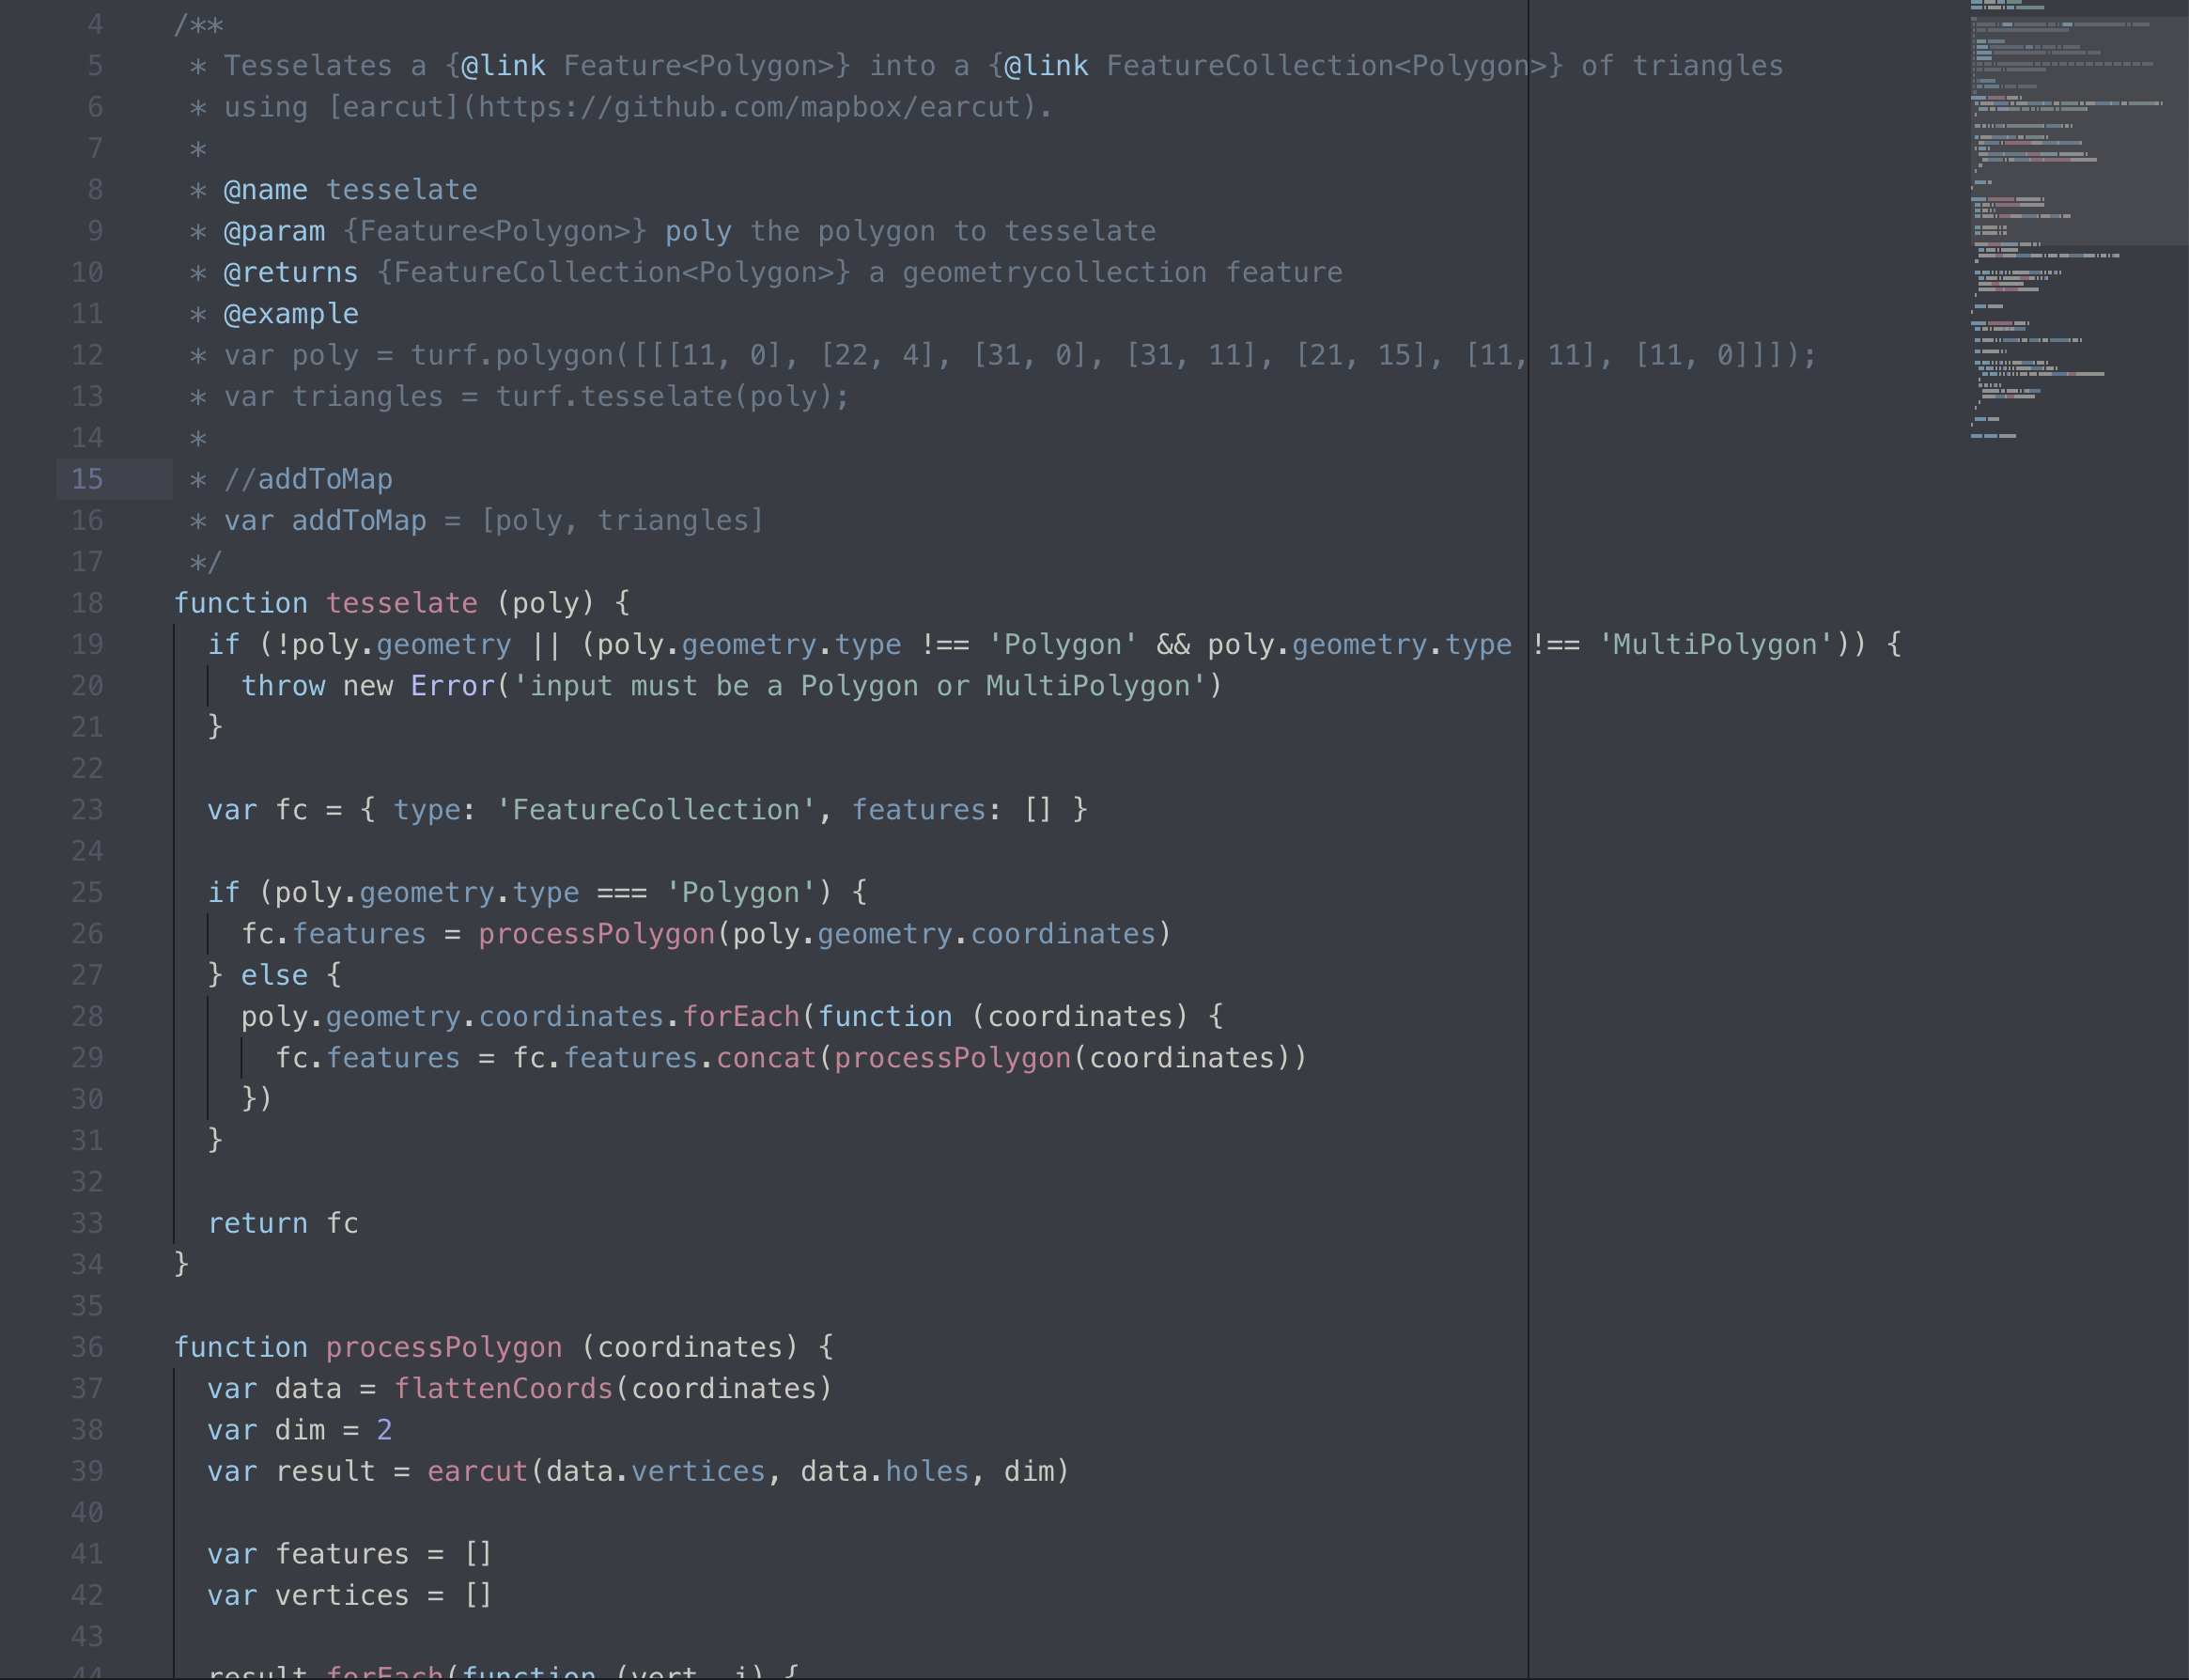 4 /**
5  * Tesselates a {@link Feature<Polygon>} into a {@link FeatureCollection<Polygon>} of triangles
6  * using [earcut](https://github.com/mapbox/earcut).
7  *
8  * @name tesselate
9  * @param {Feature<Polygon>} poly the polygon to tesselate
10  * @returns {FeatureCollection<Polygon>} a geometrycollection feature
11  * @example
12  * var poly = turf.polygon([[[11, 0], [22, 4], [31, 0], [31, 11], [21, 15], [11, 11], [11, 0]]]);
13  * var triangles = turf.tesselate(poly);
14  *
15  * //addToMap
16  * var addToMap = [poly, triangles]
17  */
18 function tesselate (poly) {
19   if (!poly.geometry || (poly.geometry.type !== 'Polygon' && poly.geometry.type !== 'MultiPolygon')) {
20     throw new Error('input must be a Polygon or MultiPolygon')
21   }
22
23   var fc = { type: 'FeatureCollection', features: [] }
24
25   if (poly.geometry.type === 'Polygon') {
26     fc.features = processPolygon(poly.geometry.coordinates)
27   } else {
28     poly.geometry.coordinates.forEach(function (coordinates) {
29       fc.features = fc.features.concat(processPolygon(coordinates))
30     })
31   }
32
33   return fc
34 }
35
36 function processPolygon (coordinates) {
37   var data = flattenCoords(coordinates)
38   var dim = 2
39   var result = earcut(data.vertices, data.holes, dim)
40
41   var features = []
42   var vertices = []
43
44   result.forEach(function (vert, i) {